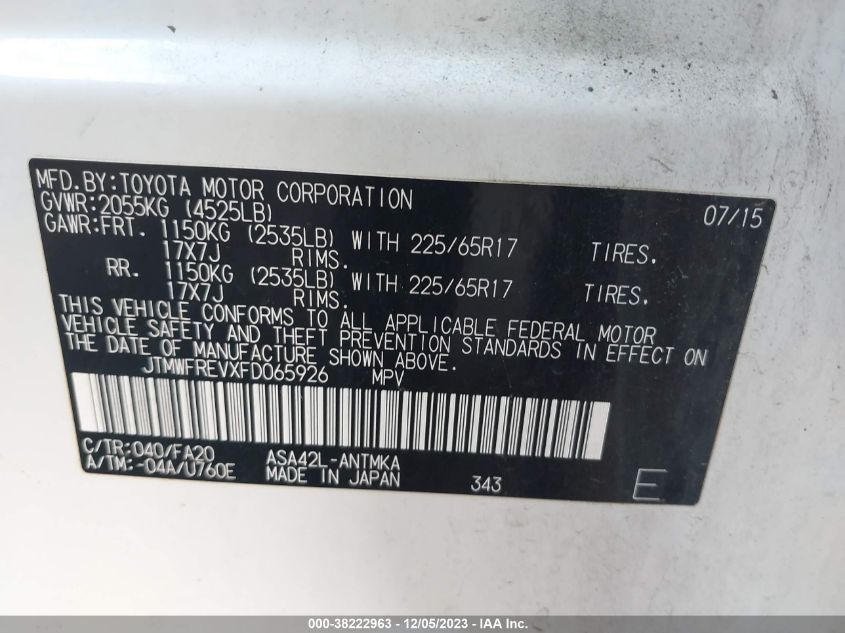 MFD.BY:TOYOTA MOTOR CORPORATION 07/15
GVWR:2055KG (4525LB)
GAWR:FRT. 1150KG (2535LB) WITH 225/65R17 TIRES.
17X7J RIMS.
RR. 1150KG (2535LB) WITH 225/65R17 TIRES.
17X7J RIMS.
THIS VEHICLE CONFORMS TO ALL APPLICABLE FEDERAL MOTOR
VEHICLE SAFETY AND THEFT PREVENTION STANDARDS IN EFFECT ON
THE DATE OF MANUFACTURE SHOWN ABOVE.
JTMWFREVXFD065926 MPV
C/TR:040/FA20 ASA42L-ANTMKA
A/TM:-04A/U760E MADE IN JAPAN 343 E
000-38222963 - 12/05/2023 - IAA Inc.